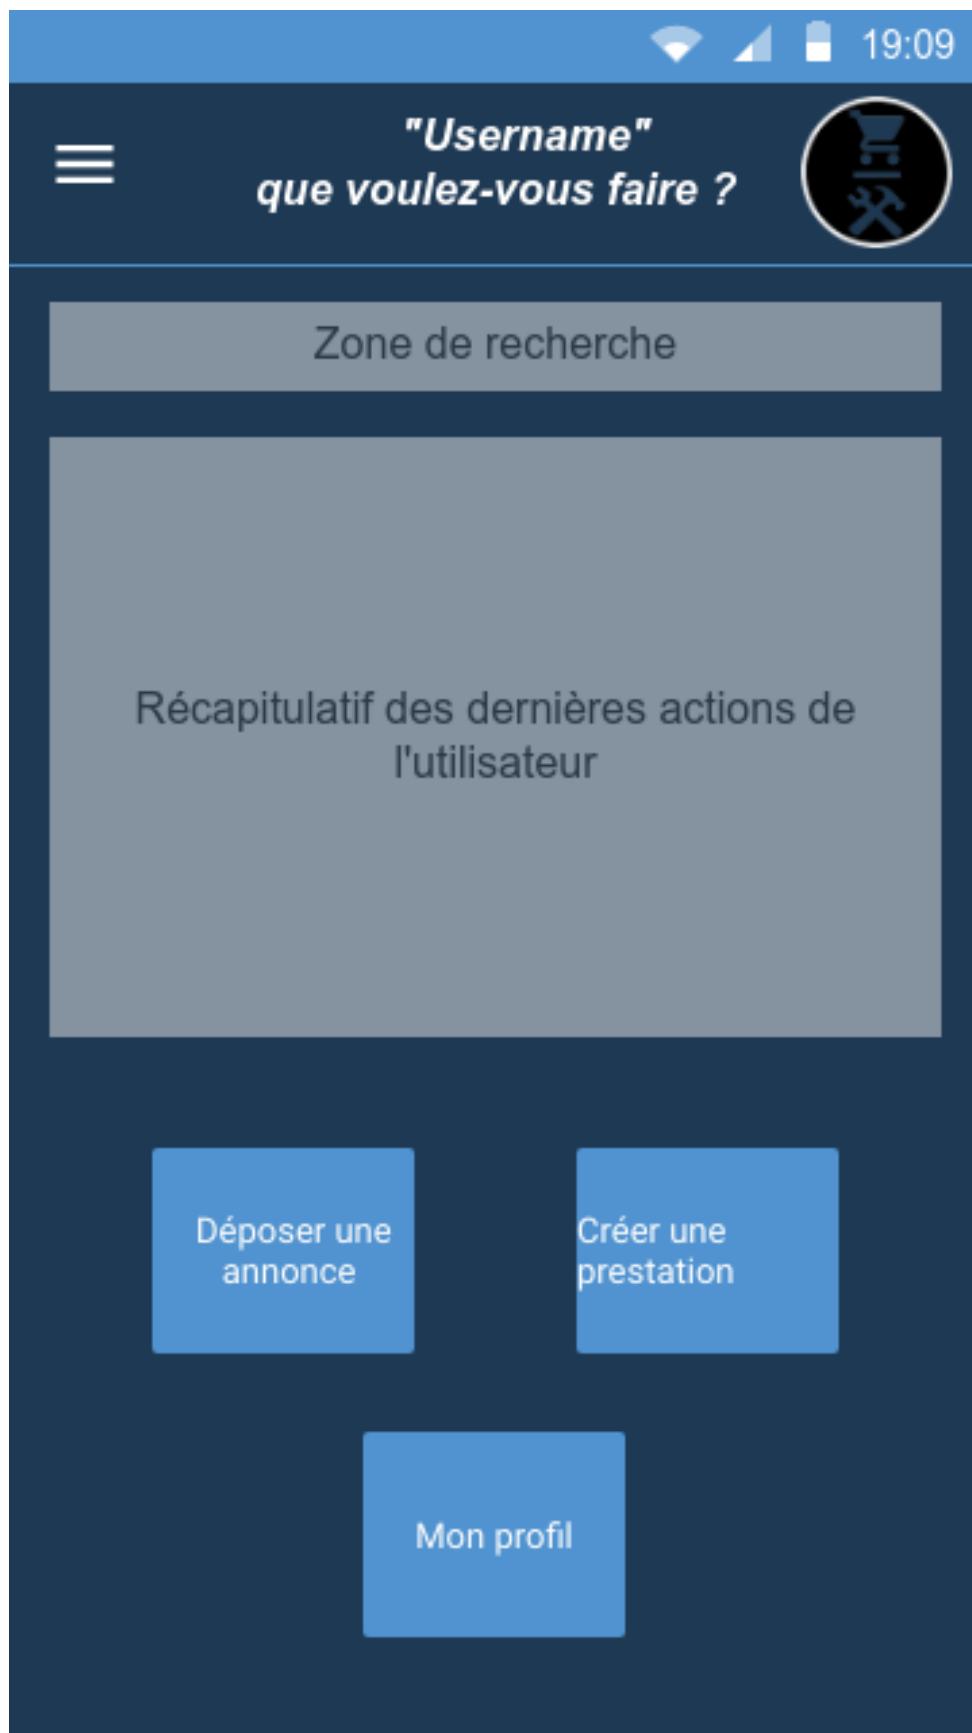 19:09
"Username"
que voulez-vous faire ?
Zone de recherche
Récapitulatif des dernières actions de
l'utilisateur
Déposer une
annonce
Créer une
prestation
Mon profil